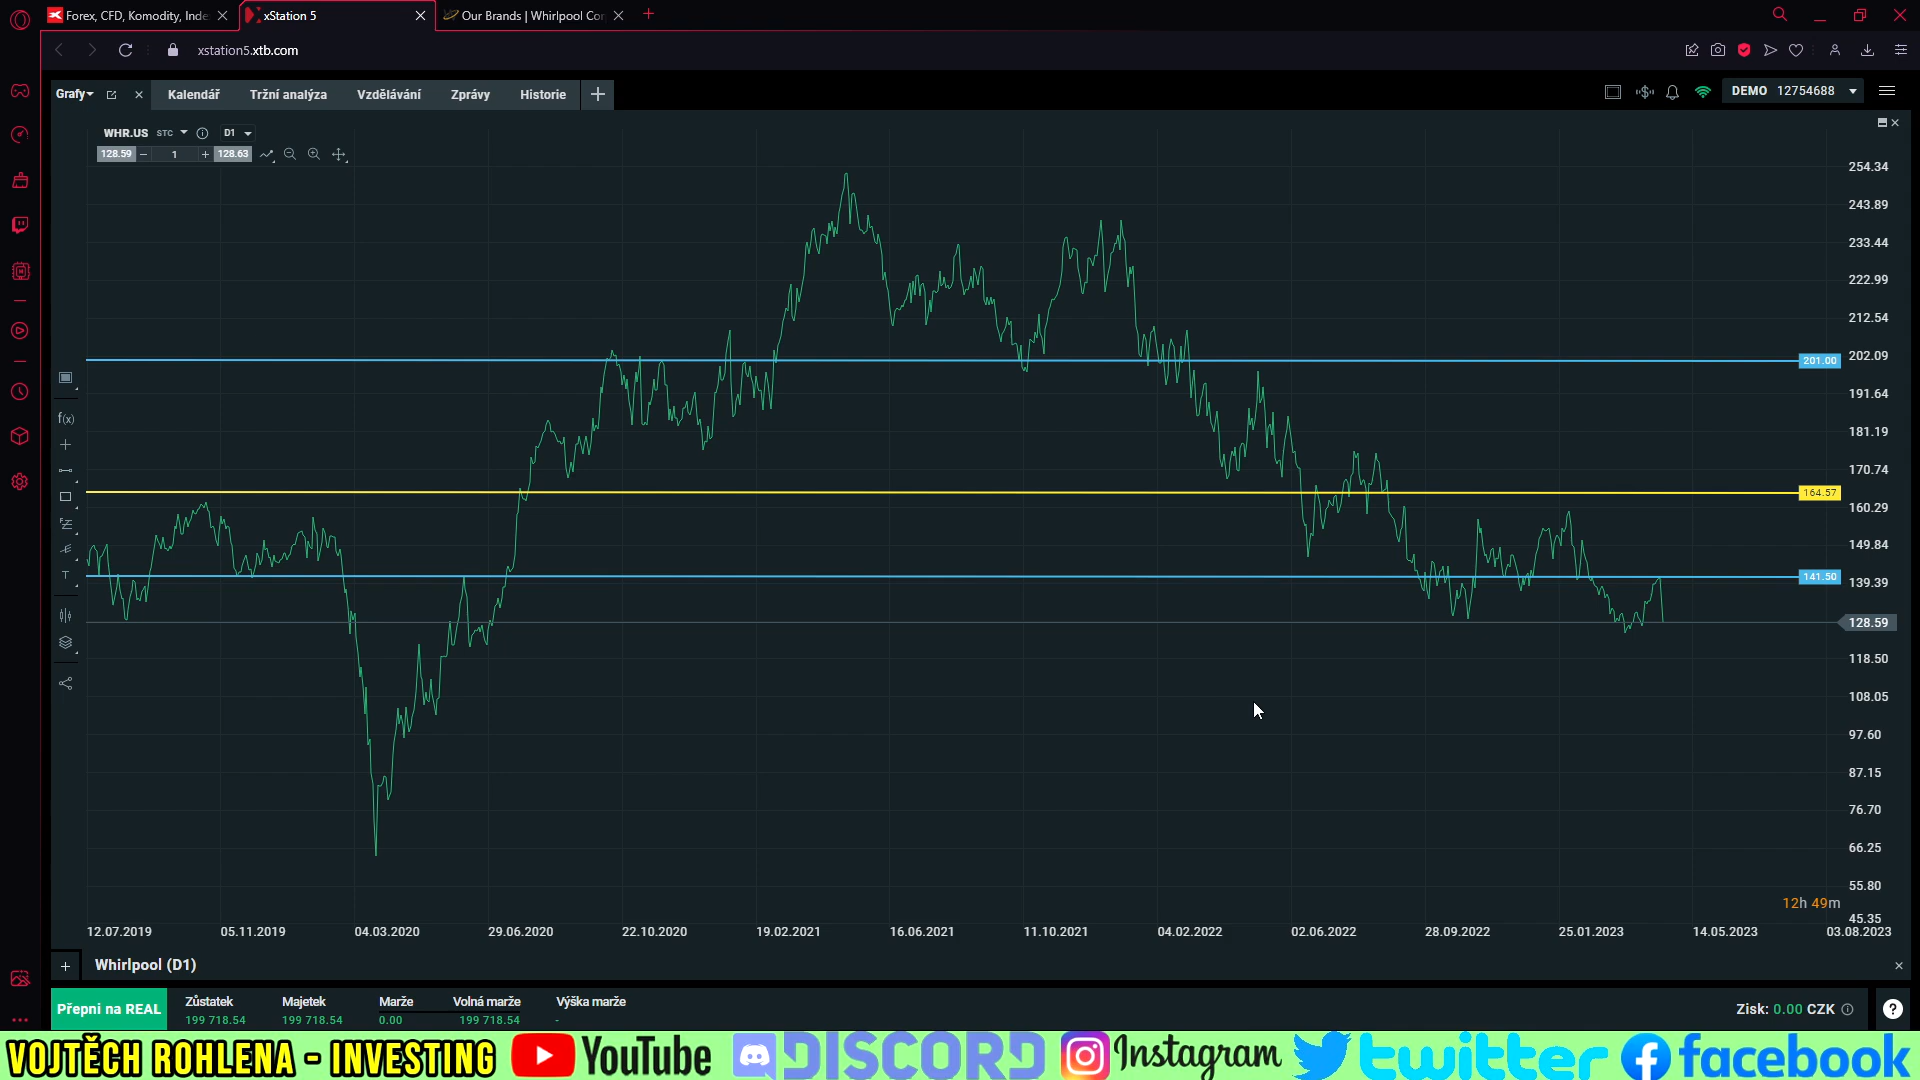 Forex, CFD, Komodity, Inde
xStation 5
Our Brands | Whirlpool Cor
xstation5.xtb.com
Grafy
Kalendář
Tržní analýza
Vzdělávání
Zprávy
Historie
DEMO 12754688
WHR.US STC D1
128.59 − 1 + 128.63
254.34
243.89
233.44
222.99
212.54
201.00
202.09
191.64
181.19
170.74
164.57
160.29
149.84
141.50
139.39
128.59
118.50
108.05
97.60
87.15
76.70
66.25
55.80
45.35
f(x)
T
12h 49m
12.07.2019
05.11.2019
04.03.2020
29.06.2020
22.10.2020
19.02.2021
16.06.2021
11.10.2021
04.02.2022
02.06.2022
28.09.2022
25.01.2023
14.05.2023
03.08.2023
Whirlpool (D1)
Přepni na REAL
Zůstatek
199 718.54
Majetek
199 718.54
Marže
0.00
Volná marže
199 718.54
Výška marže
-
Zisk: 0.00 CZK
VOJTĚCH ROHLENA - INVESTING
YouTube
DISCORD
Instagram
twitter
facebook